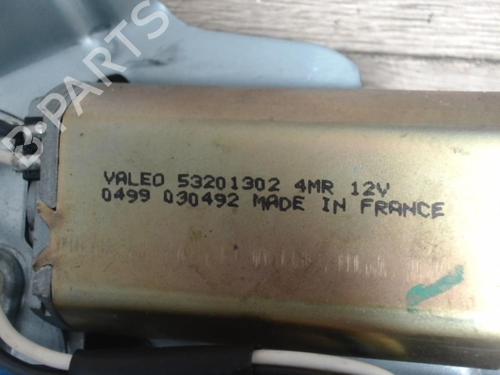 B-PARTS
VALEO 53201302 4MR 12V
0499 030492 MADE IN FRANCE